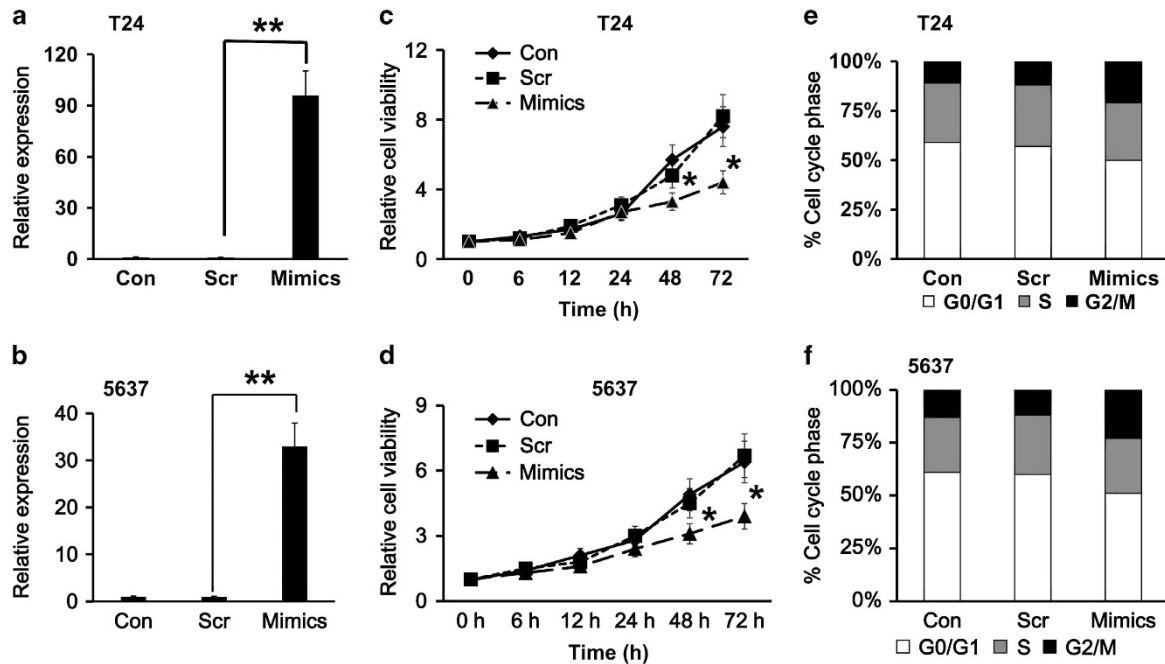 a
T24
**
Relative expression
120
90
60
30
0
Con Scr Mimics
b
5637
**
Relative expression
40
30
20
10
0
Con Scr Mimics
c
T24
Relative cell viability
12
8
4
0
Con
Scr
Mimics
*
*
0 6 12 24 48 72
Time (h)
d
5637
Relative cell viability
9
6
3
0
Con
Scr
Mimics
*
*
0 h 6 h 12 h 24 h 48 h 72 h
Time (h)
e
T24
% Cell cycle phase
100%
75%
50%
25%
0%
Con Scr Mimics
G0/G1 S G2/M
f
5637
% Cell cycle phase
100%
75%
50%
25%
0%
Con Scr Mimics
G0/G1 S G2/M